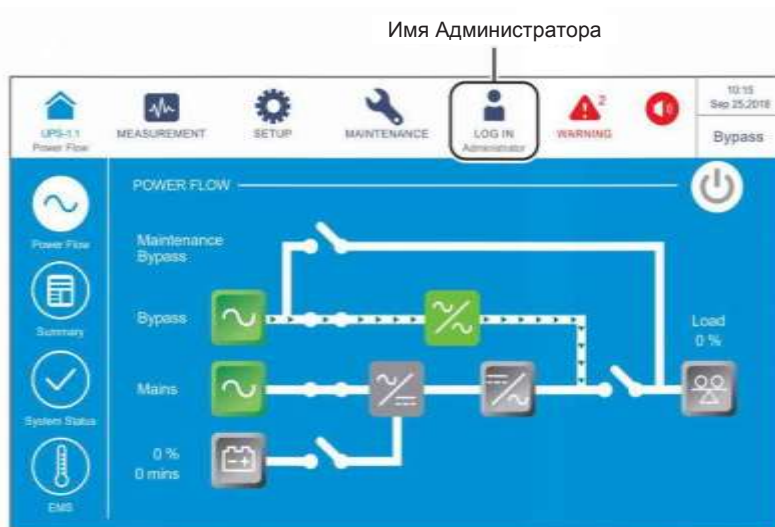 Имя Администратора
UPS-1.1
Power Flow
MEASUREMENT
SETUP
MAINTENANCE
LOG IN
Administrator
2
WARNING
10:15
Sep 25,2018
Bypass
POWER FLOW
Power Flow
Summary
System Status
EMS
Maintenance
Bypass
Bypass
Mains
0 %
0 mins
Load
0 %